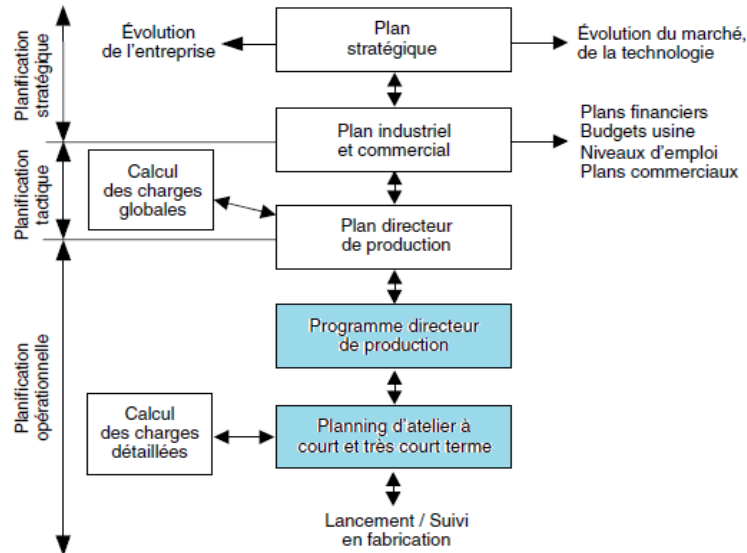 Planification
stratégique
Évolution
de l'entreprise
Plan
stratégique
Évolution du marché,
de la technologie
Plan industriel
et commercial
Plans financiers
Budgets usine
Niveaux d'emploi
Plans commerciaux
Planification
tactique
Calcul
des charges
globales
Plan directeur
de production
Planification
opérationnelle
Programme directeur
de production
Calcul
des charges
détaillées
Planning d'atelier à
court et très court terme
Lancement / Suivi
en fabrication